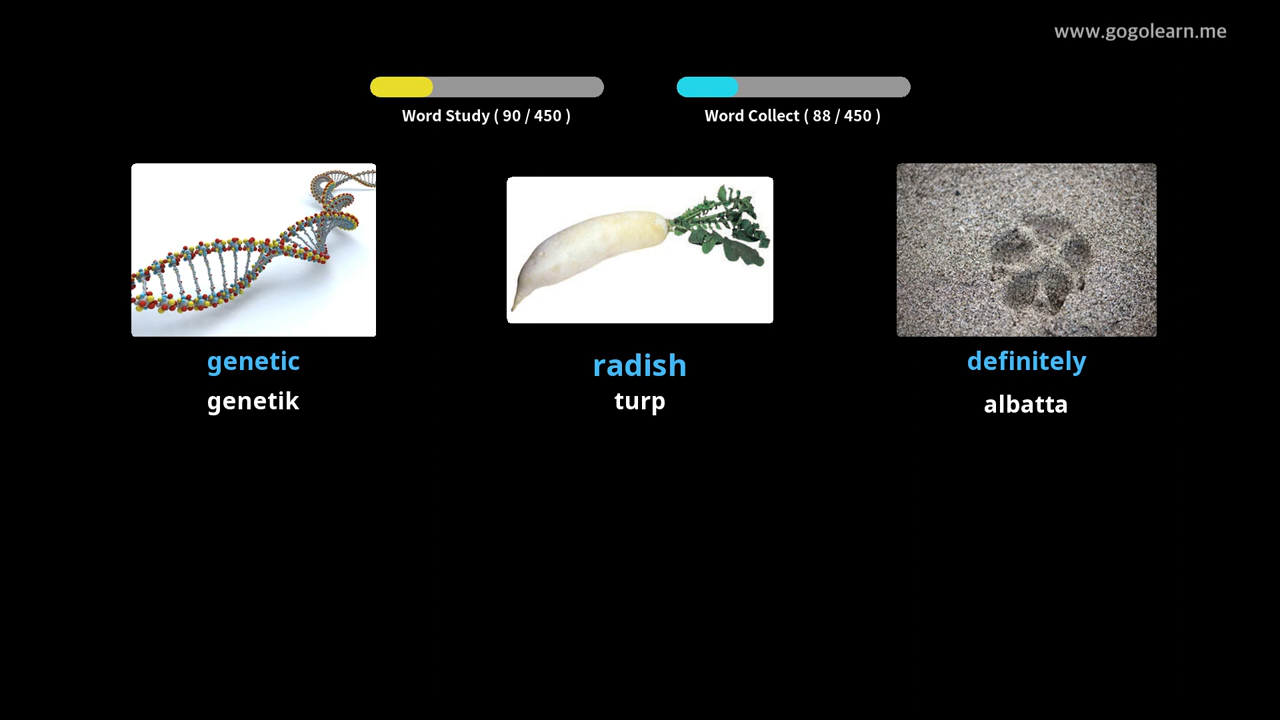 www.gogolearn.me
Word Study ( 90 / 450 )
Word Collect ( 88 / 450 )
genetic
genetik
radish
turp
definitely
albatta